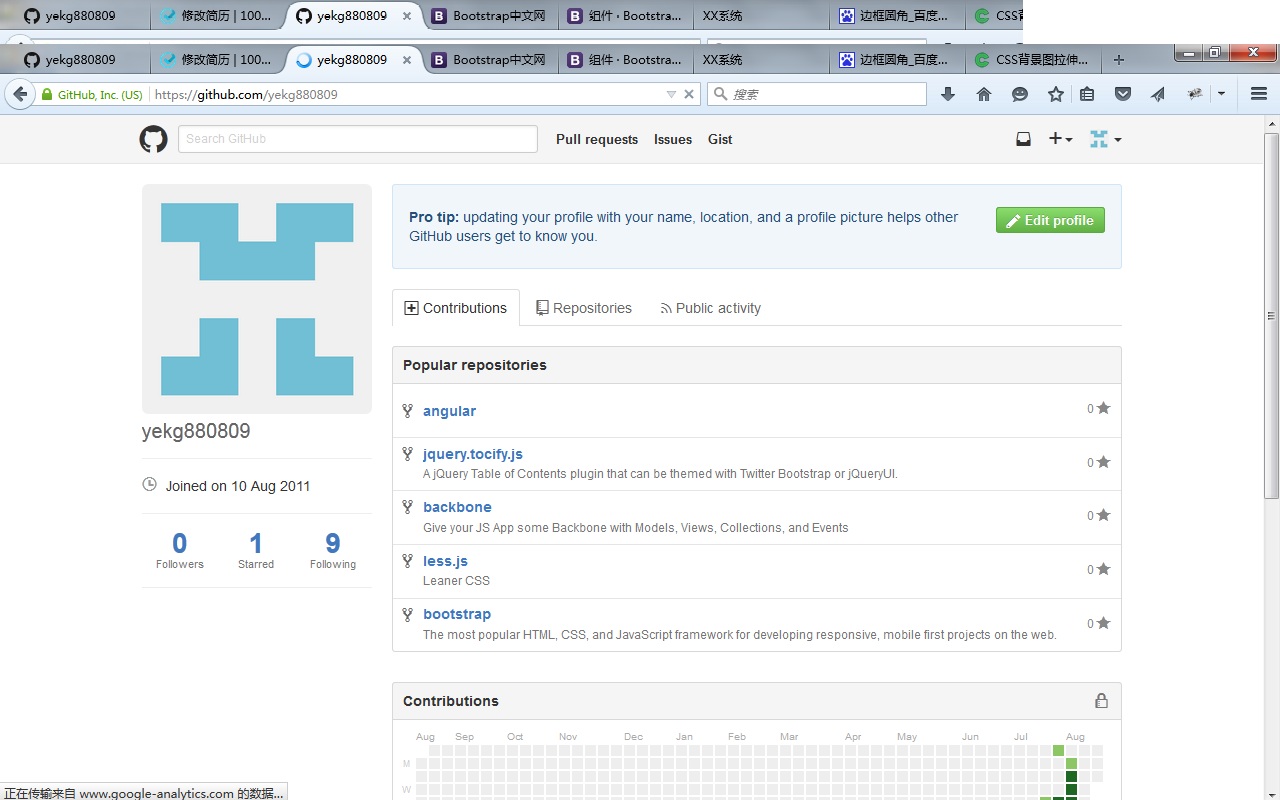 yekg880809 修改简历 | 100... yekg880809 × Bootstrap中文网 组件 · Bootstra... XX系统 边框圆角_百度... CSS背
yekg880809 修改简历 | 100... yekg880809 × Bootstrap中文网 组件 · Bootstra... XX系统 边框圆角_百度... CSS背景图拉伸... +
GitHub, Inc. (US) https://github.com/yekg880809 搜索
Search GitHub Pull requests Issues Gist
Pro tip: updating your profile with your name, location, and a profile picture helps other
GitHub users get to know you.
Edit profile
Contributions Repositories Public activity
yekg880809
Joined on 10 Aug 2011
0 1 9
Followers Starred Following
Popular repositories
angular 0
jquery.tocify.js
A jQuery Table of Contents plugin that can be themed with Twitter Bootstrap or jQueryUI. 0
backbone
Give your JS App some Backbone with Models, Views, Collections, and Events 0
less.js
Leaner CSS 0
bootstrap
The most popular HTML, CSS, and JavaScript framework for developing responsive, mobile first projects on the web. 0
Contributions
Aug Sep Oct Nov Dec Jan Feb Mar Apr May Jun Jul Aug
M
W
正在传输来自 www.google-analytics.com 的数据...